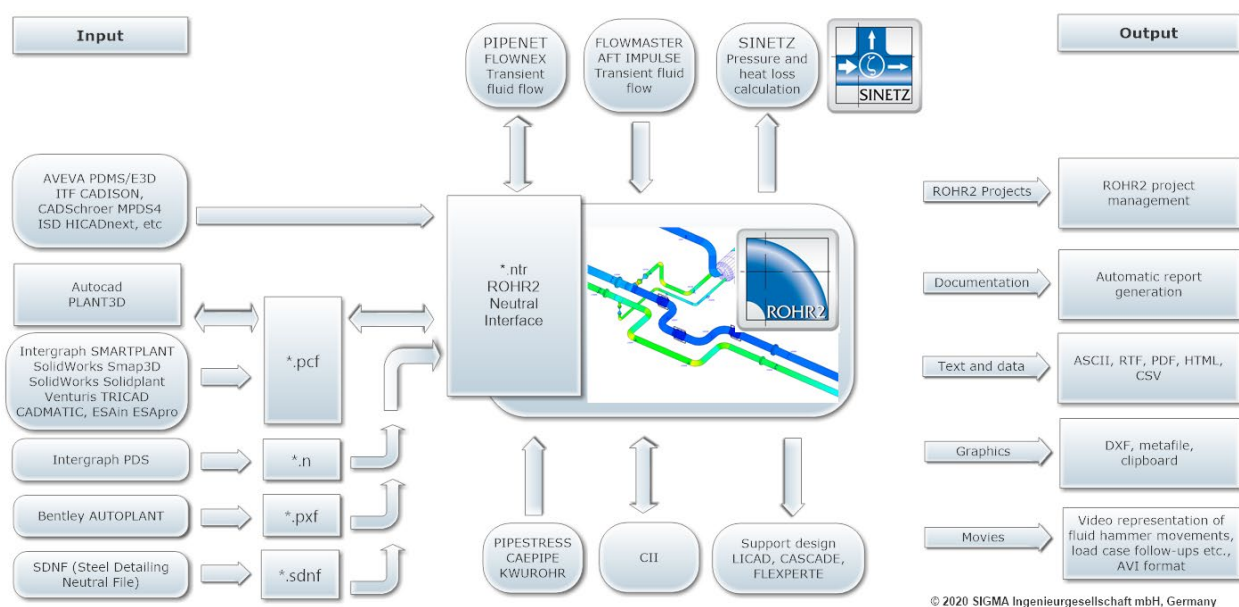 Input
PIPENET
FLOWNEX
Transient
fluid flow
FLOWMASTER
AFT IMPULSE
Transient fluid
flow
SINETZ
Pressure and
heat loss
calculation
ζ
SINETZ
Output
AVEVA PDMS/E3D
ITF CADISON,
CADSchroer MPDS4
ISD HICADnext, etc
Autocad
PLANT3D
Intergraph SMARTPLANT
SolidWorks Smap3D
SolidWorks Solidplant
Venturis TRICAD
CADMATIC, ESAin ESApro
Intergraph PDS
Bentley AUTOPLANT
SDNF (Steel Detailing
Neutral File)
*.pcf
*.n
*.pxf
*.sdnf
*.ntr
ROHR2
Neutral
Interface
ROHR2
PIPESTRESS
CAEPIPE
KWUROHR
CII
Support design
LICAD, CASCADE,
FLEXPERTE
ROHR2 Projects
ROHR2 project
management
Documentation
Automatic report
generation
Text and data
ASCII, RTF, PDF, HTML,
CSV
Graphics
DXF, metafile,
clipboard
Movies
Video representation of
fluid hammer movements,
load case follow-ups etc.,
AVI format
© 2020 SIGMA Ingenieurgesellschaft mbH, Germany